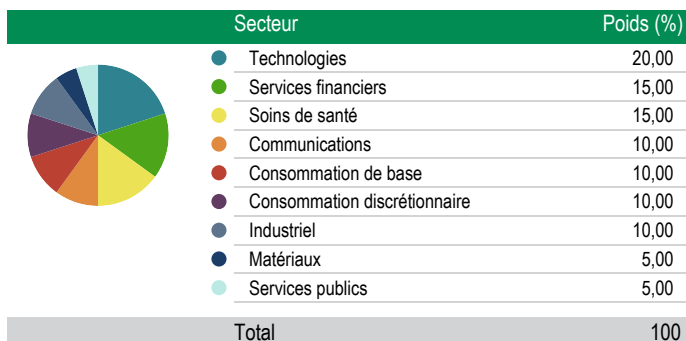 Secteur Poids (%)
Technologies 20,00
Services financiers 15,00
Soins de santé 15,00
Communications 10,00
Consommation de base 10,00
Consommation discrétionnaire 10,00
Industriel 10,00
Matériaux 5,00
Services publics 5,00
Total 100